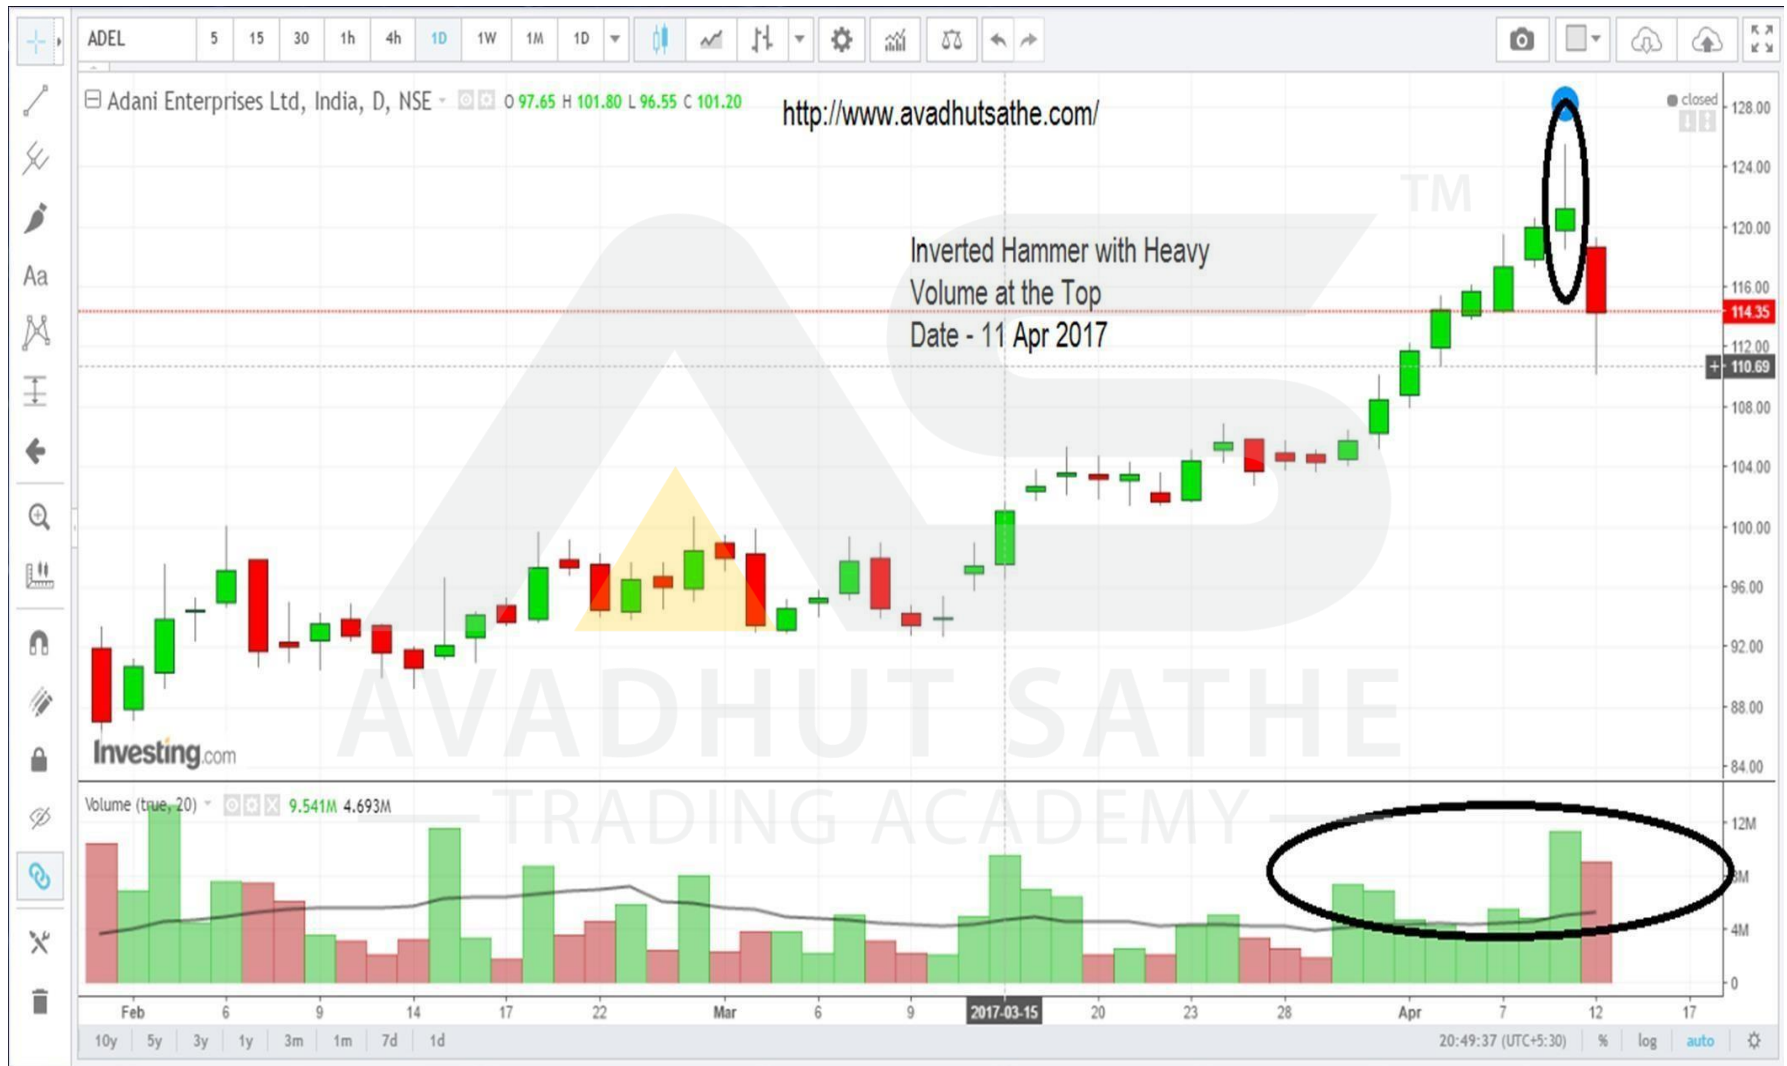 ADEL 5 15 30 1h 4h 1D 1W 1M 1D
Adani Enterprises Ltd, India, D, NSE O 97.65 H 101.80 L 96.55 C 101.20
http://www.avadhutsathe.com/
closed
128.00
124.00
TM
120.00
Aa
Inverted Hammer with Heavy
Volume at the Top
Date - 11 Apr 2017
116.00
114.35
112.00
110.69
108.00
104.00
100.00
96.00
92.00
88.00
84.00
AVADHUT SATHE
TRADING ACADEMY
Investing.com
Volume (true, 20) 9.541M 4.693M
12M
8M
4M
0
Feb 6 9 14 17 22 Mar 6 9 2017-03-15 20 23 28 Apr 7 12 17
10y 5y 3y 1y 3m 1m 7d 1d 20:49:37 (UTC+5:30) % log auto